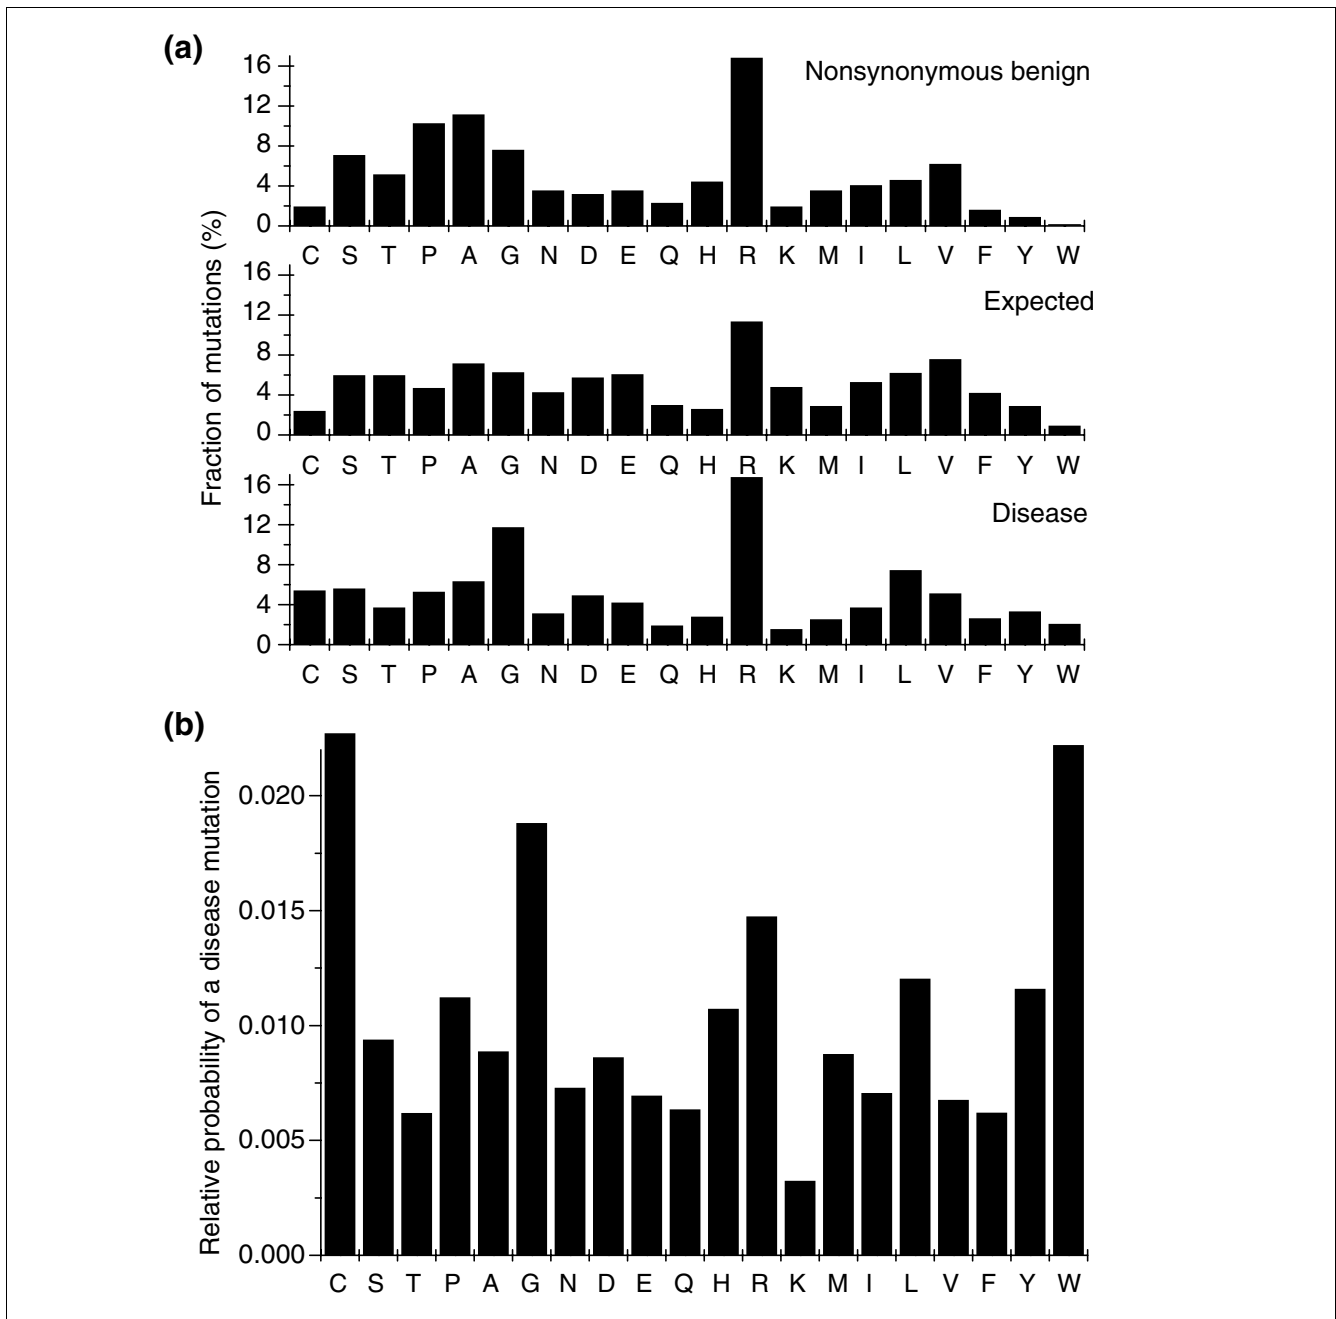 (a)
Fraction of mutations (%)
Nonsynonymous benign
16
12
8
4
0
C S T P A G N D E Q H R K M I L V F Y W
Expected
16
12
8
4
0
C S T P A G N D E Q H R K M I L V F Y W
Disease
16
12
8
4
0
C S T P A G N D E Q H R K M I L V F Y W
(b)
Relative probability of a disease mutation
0.020
0.015
0.010
0.005
0.000
C S T P A G N D E Q H R K M I L V F Y W